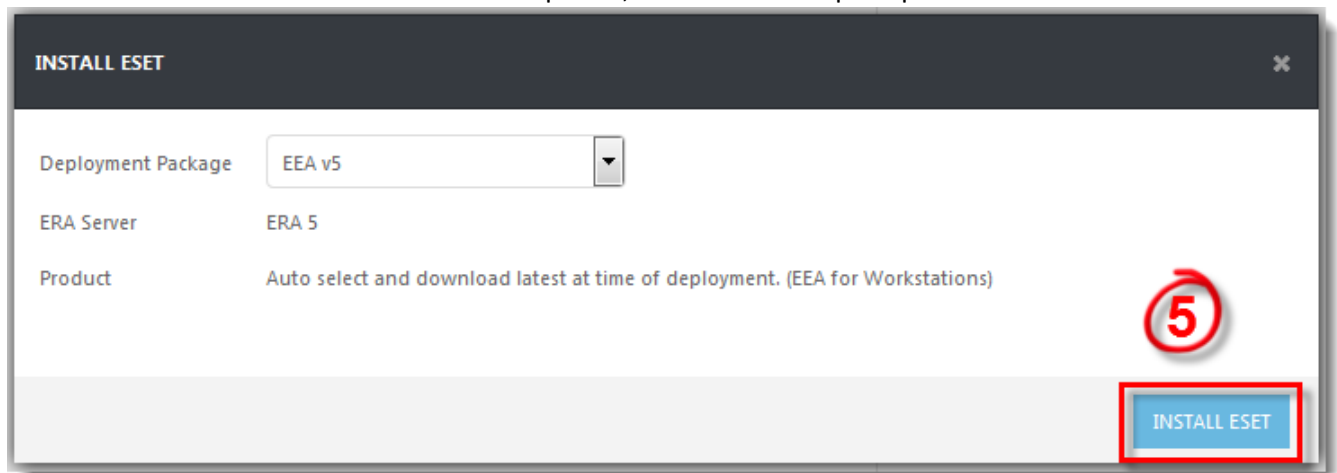 INSTALL ESET
Deployment Package EEA v5
ERA Server ERA 5
Product Auto select and download latest at time of deployment. (EEA for Workstations)
5
INSTALL ESET